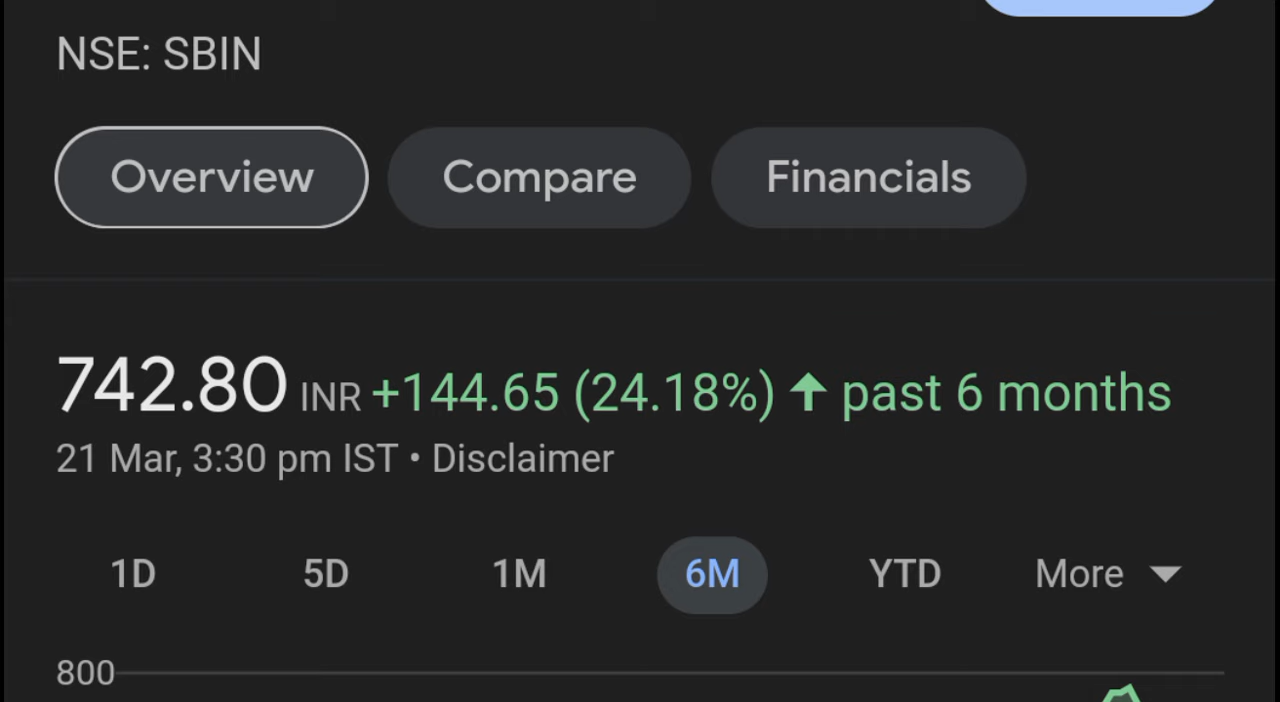 NSE: SBIN
Overview Compare Financials
742.80 INR +144.65 (24.18%) ↑ past 6 months
21 Mar, 3:30 pm IST • Disclaimer
1D 5D 1M 6M YTD More
800